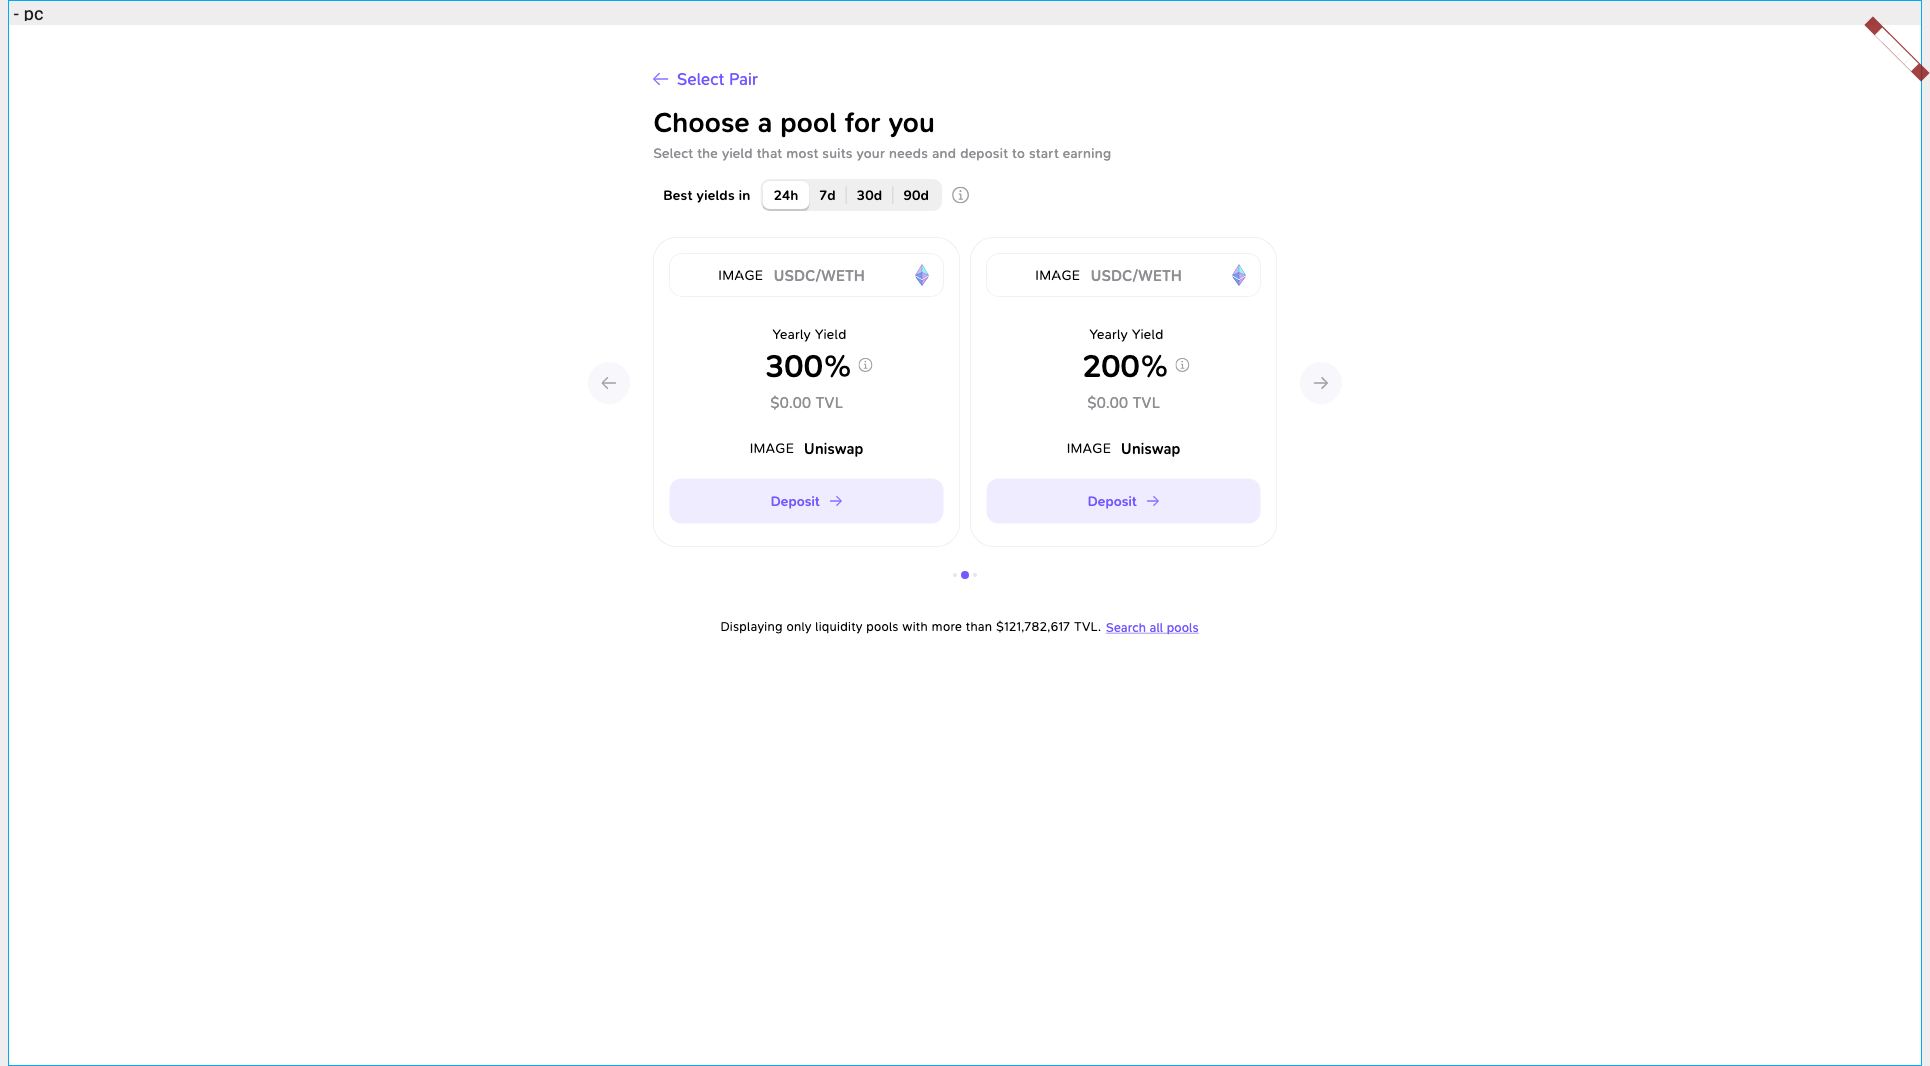 - pc
Select Pair
Choose a pool for you
Select the yield that most suits your needs and deposit to start earning
Best yields in 24h 7d 30d 90d
IMAGE USDC/WETH
Yearly Yield
300%
$0.00 TVL
IMAGE Uniswap
Deposit
IMAGE USDC/WETH
Yearly Yield
200%
$0.00 TVL
IMAGE Uniswap
Deposit
Displaying only liquidity pools with more than $121,782,617 TVL. Search all pools